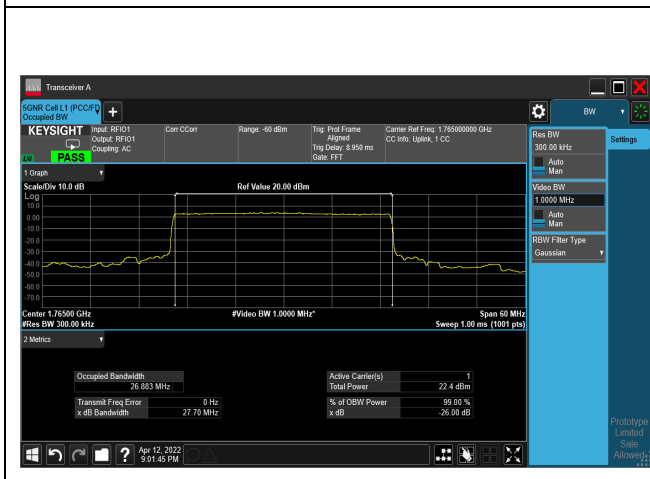 Transceiver A
5GNR Cell L1 (PCC/FD
Occupied BW
BW
KEYSIGHT
Input: RFIO1
Output: RFIO1
Coupling: AC
Corr CCorr
Range: -60 dBm
Trig: Prot Frame
Aligned
Trig Delay: 8.950 ms
Gate: FFT
Carrier Ref Freq: 1.765000000 GHz
CC Info: Uplink, 1 CC
PASS
Res BW
300.00 kHz
Auto
Man
Settings
1 Graph
Scale/Div 10.0 dB
Ref Value 20.00 dBm
Log
10.0
0.00
-10.0
-20.0
-30.0
-40.0
-50.0
-60.0
-70.0
Video BW
1.0000 MHz
Auto
Man
RBW Filter Type
Gaussian
Center 1.76500 GHz
#Video BW 1.0000 MHz*
Span 60 MHz
#Res BW 300.00 kHz
Sweep 1.00 ms (1001 pts)
2 Metrics
Occupied Bandwidth
26.883 MHz
Active Carrier(s) 1
Total Power 22.4 dBm
Transmit Freq Error 0 Hz
x dB Bandwidth 27.70 MHz
% of OBW Power 99.00 %
x dB -26.00 dB
Prototype
Limited
Sale
Allowed
Apr 12, 2022
9:01:45 PM